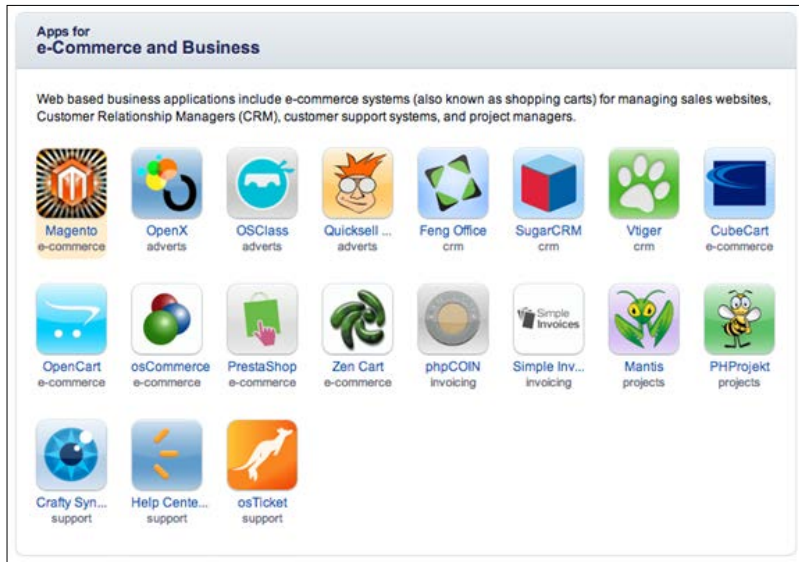 Apps for
e-Commerce and Business
Web based business applications include e-commerce systems (also known as shopping carts) for managing sales websites,
Customer Relationship Managers (CRM), customer support systems, and project managers.
Simple
Invoices
Magento OpenX OSClass Quicksell ... Feng Office SugarCRM Vtiger CubeCart
e-commerce adverts adverts adverts crm crm crm e-commerce
OpenCart osCommerce PrestaShop Zen Cart phpCOIN Simple Inv... Mantis PHProjekt
e-commerce e-commerce e-commerce e-commerce invoicing invoicing projects projects
Crafty Syn... Help Cente... osTicket
support support support